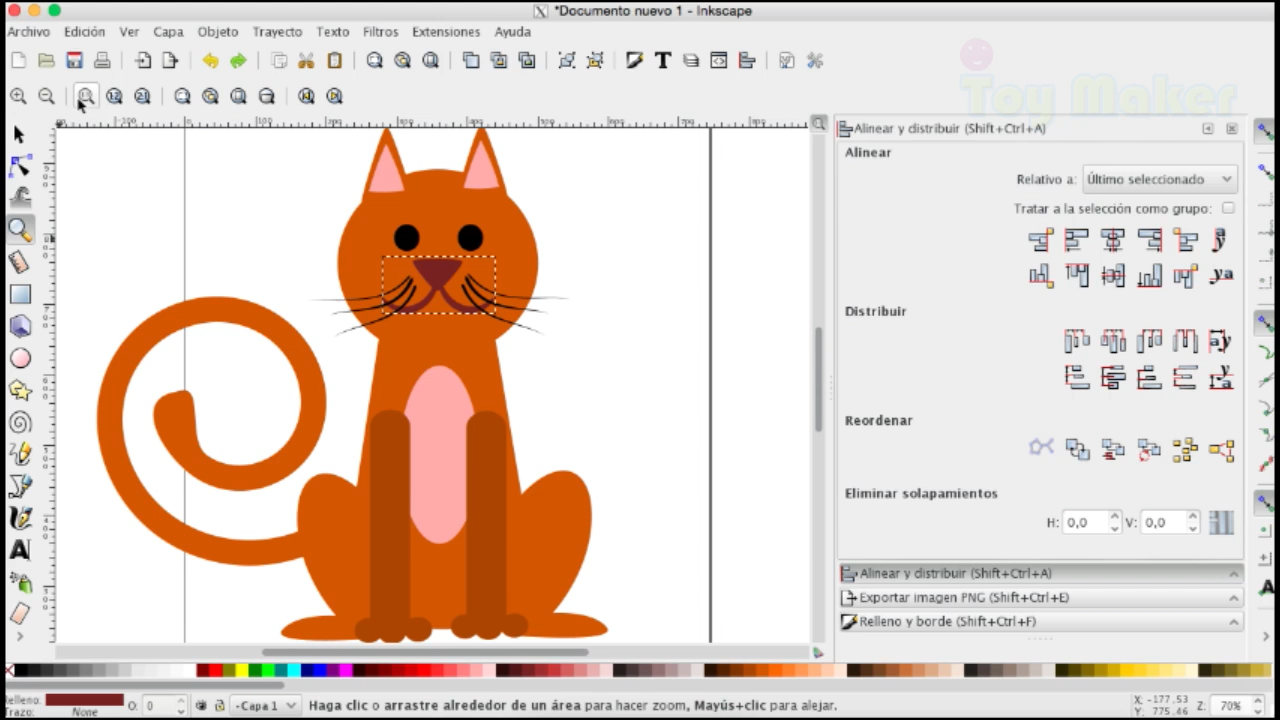 *Documento nuevo 1 - Inkscape
Archivo Edición Ver Capa Objeto Trayecto Texto Filtros Extensiones Ayuda
Toy Maker
Alinear y distribuir (Shift+Ctrl+A)
Alinear
Relativo a: Último seleccionado
Tratar a la selección como grupo:
Distribuir
Reordenar
Eliminar solapamientos
H: 0,0 V: 0,0
Alinear y distribuir (Shift+Ctrl+A)
Exportar imagen PNG (Shift+Ctrl+E)
Relleno y borde (Shift+Ctrl+F)
Relleno:
Trazo: None
O: 0
-Capa 1
Haga clic o arrastre alrededor de un área para hacer zoom, Mayús+clic para alejar.
X: -177,53
Y: 775,46
Z: 70%